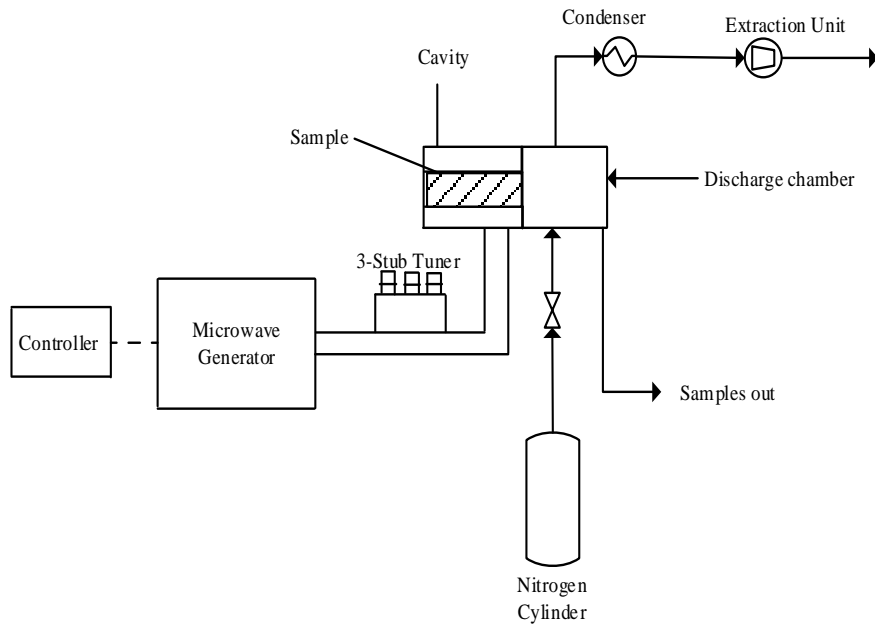 Condenser
Extraction Unit
Cavity
Sample
Discharge chamber
3-Stub Tuner
Controller
Microwave
Generator
Samples out
Nitrogen
Cylinder